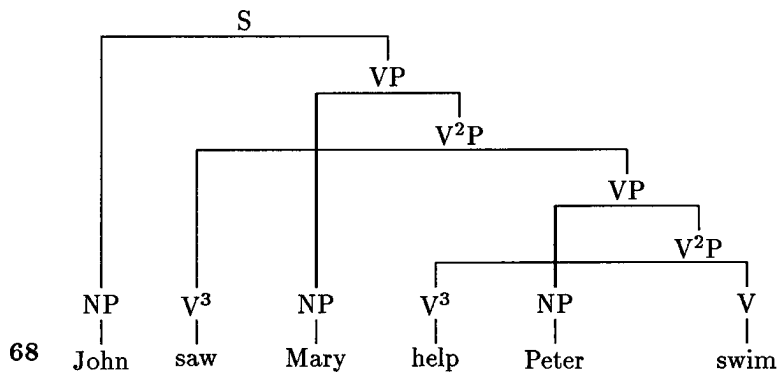 S
VP
V²P
VP
V²P
NP V³ NP V³ NP V
68 John saw Mary help Peter swim